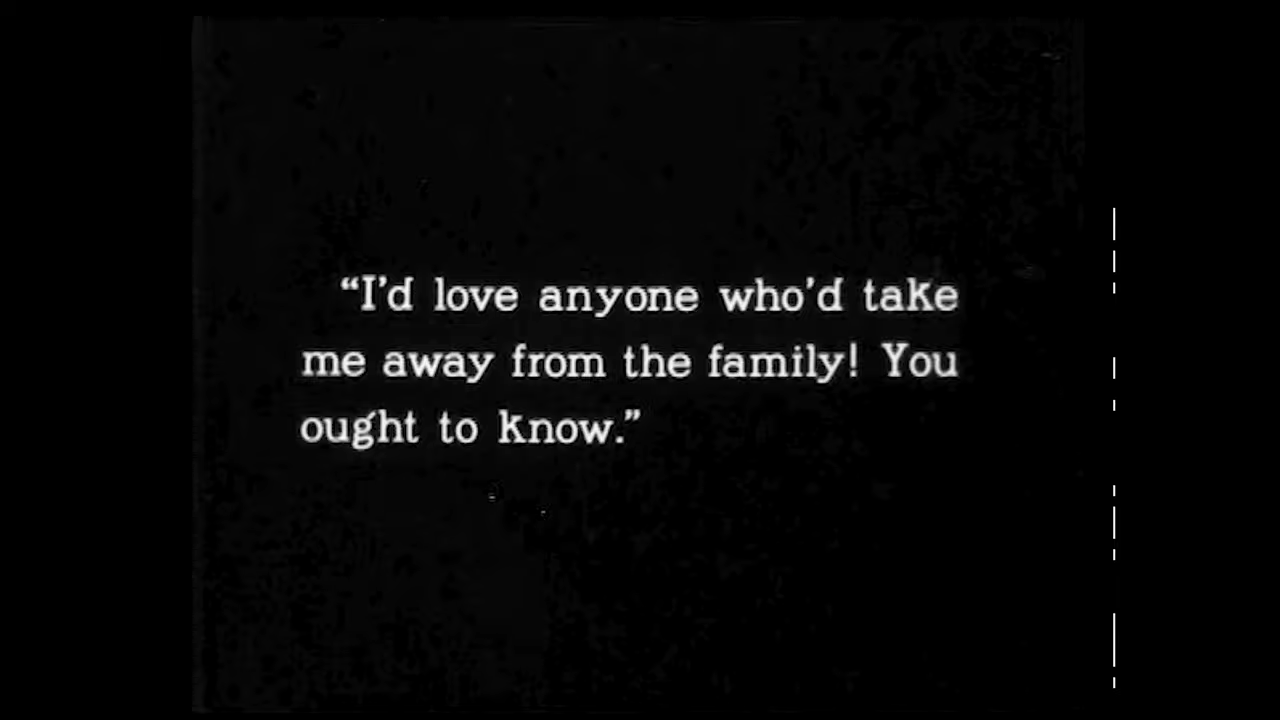 “I’d love anyone who’d take
me away from the family! You
ought to know.”